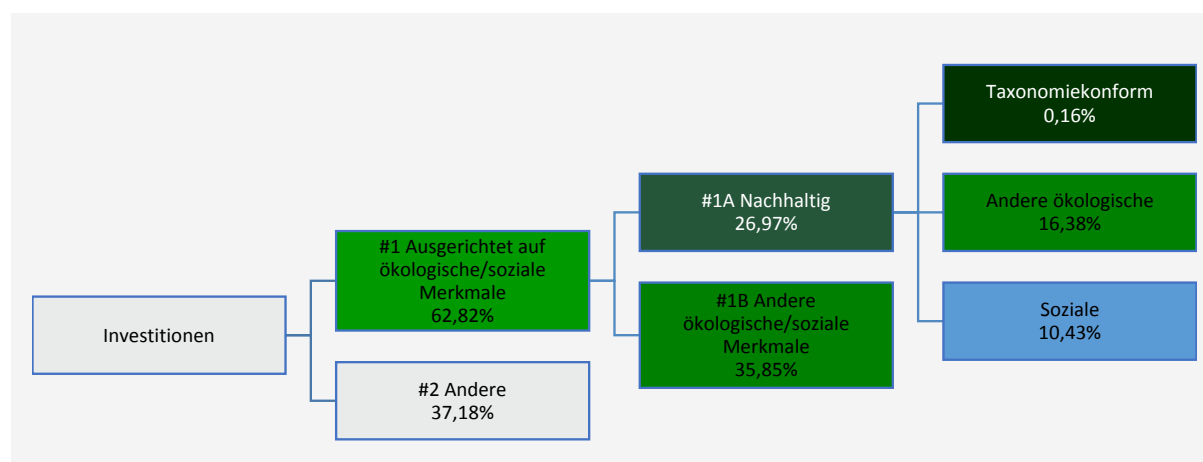 Investitionen
#1 Ausgerichtet auf
ökologische/soziale
Merkmale
62,82%
#2 Andere
37,18%
#1A Nachhaltig
26,97%
#1B Andere
ökologische/soziale
Merkmale
35,85%
Taxonomiekonform
0,16%
Andere ökologische
16,38%
Soziale
10,43%